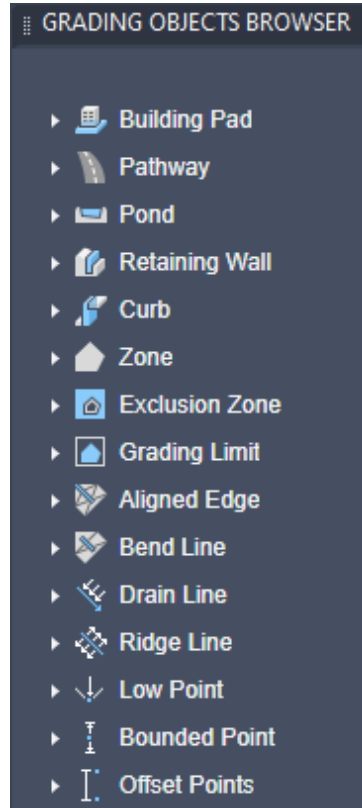 GRADING OBJECTS BROWSER
Building Pad
Pathway
Pond
Retaining Wall
Curb
Zone
Exclusion Zone
Grading Limit
Aligned Edge
Bend Line
Drain Line
Ridge Line
Low Point
Bounded Point
Offset Points